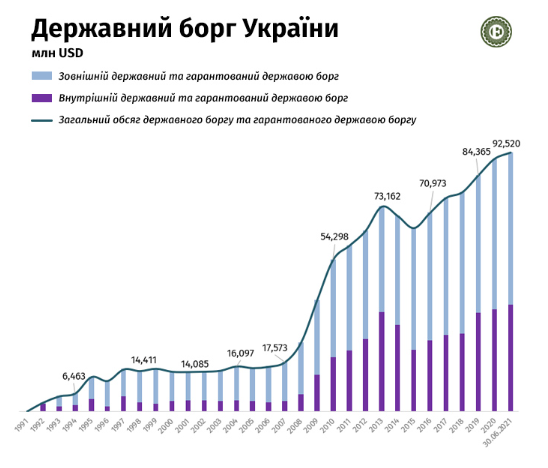 Державний борг України
млн USD
Зовнішній державний та гарантований державою борг
Внутрішній державний та гарантований державою борг
Загальний обсяг державного боргу та гарантованого державою боргу
92,520
84,365
70,973
73,162
54,298
17,573
16,097
14,085
14,411
6,463
1991 1992 1993 1994 1995 1996 1997 1998 1999 2000 2001 2002 2003 2004 2005 2006 2007 2008 2009 2010 2011 2012 2013 2014 2015 2016 2017 2018 2019 2020 30.06.2021